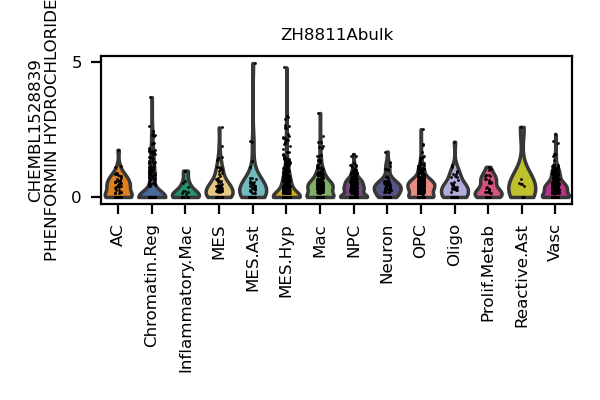 ZH8811Abulk
CHEMBL1528839
PHENFORMIN HYDROCHLORIDE
5
0
AC
Chromatin.Reg
Inflammatory.Mac
MES
MES.Ast
MES.Hyp
Mac
NPC
Neuron
OPC
Oligo
Prolif.Metab
Reactive.Ast
Vasc